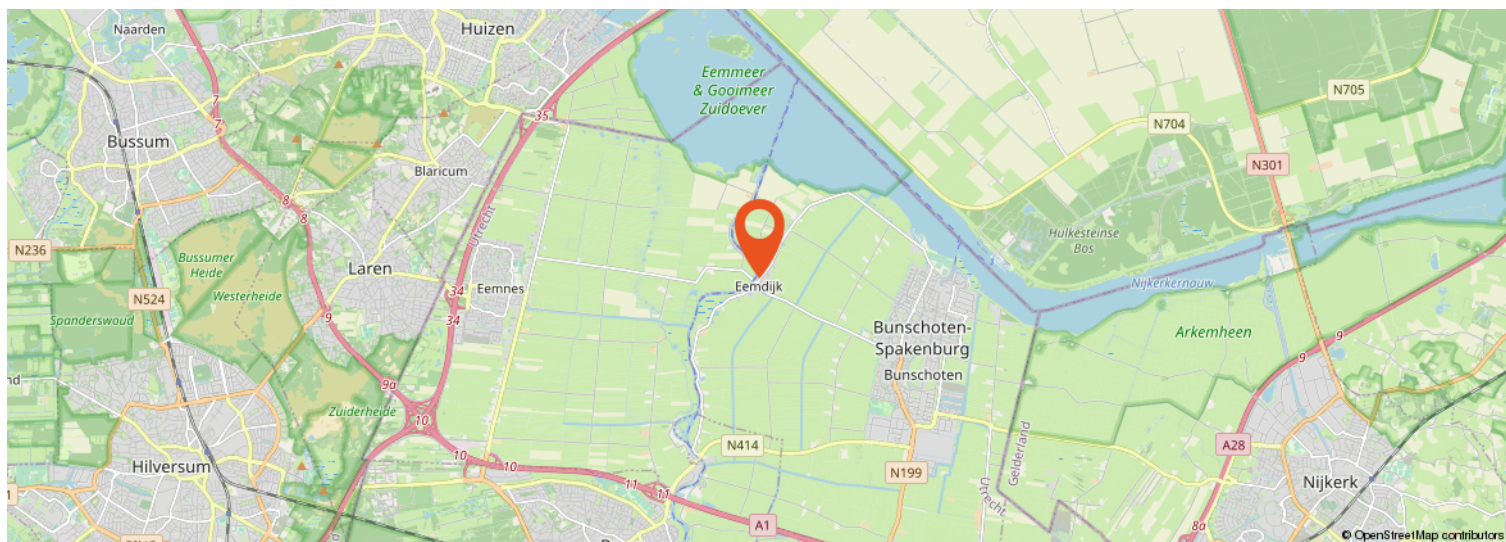 Naarden
Huizen
Eemmeer
& Gooimeer
Zuidoever
N705
N704
35
7
7
Bussum
N301
Blaricum
Utrecht
8
8
N236
Bussumer
Heide
Laren
Hulkesteinse
Bos
Westerheide
Eemnes
34
Eemdijk
Nijkerkernauw
N524
34
9
Spanderswoud
Bunschoten-
Spakenburg
Arkemheen
9
9
Bunschoten
9a
Zuiderheide
10
Gelderland
N414
A28
10
10
Hilversum
N199
11
11
Utrecht
Nijkerk
A1
8a
© OpenStreetMap contributors